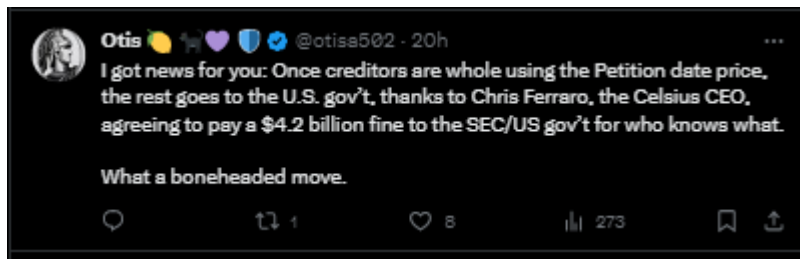 Otis 🍋 🐈‍⬛💜 🛡️ @otisa502 · 20h
I got news for you: Once creditors are whole using the Petition date price,
the rest goes to the U.S. gov't, thanks to Chris Ferraro, the Celsius CEO,
agreeing to pay a $4.2 billion fine to the SEC/US gov't for who knows what.
What a boneheaded move.
1 8 273